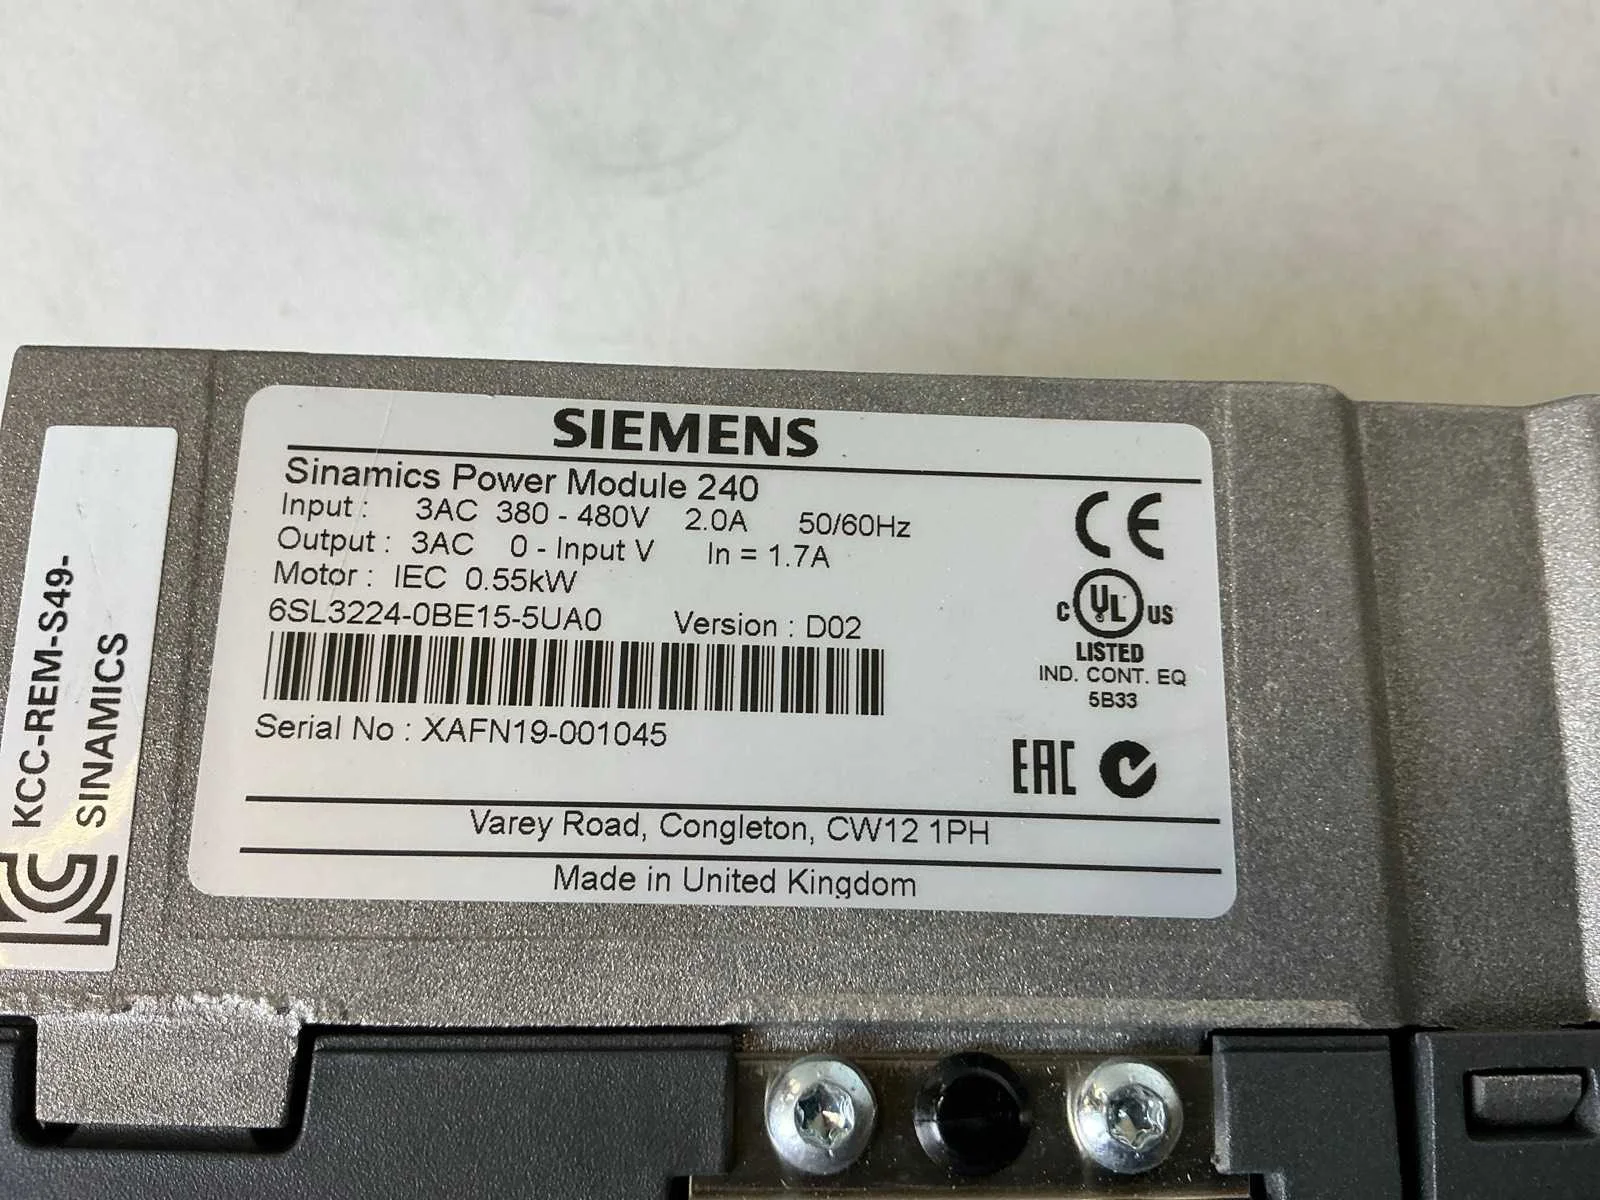 SIEMENS
Sinamics Power Module 240
Input : 3AC 380 - 480V 2.0A 50/60Hz
Output : 3AC 0 - Input V In = 1.7A
Motor : IEC 0.55kW
6SL3224-0BE15-5UA0 Version : D02
Serial No : XAFN19-001045
CE
C UL US
LISTED
IND. CONT. EQ
5B33
EAC
Varey Road, Congleton, CW12 1PH
Made in United Kingdom
KCC-REM-S49-
SINAMICS